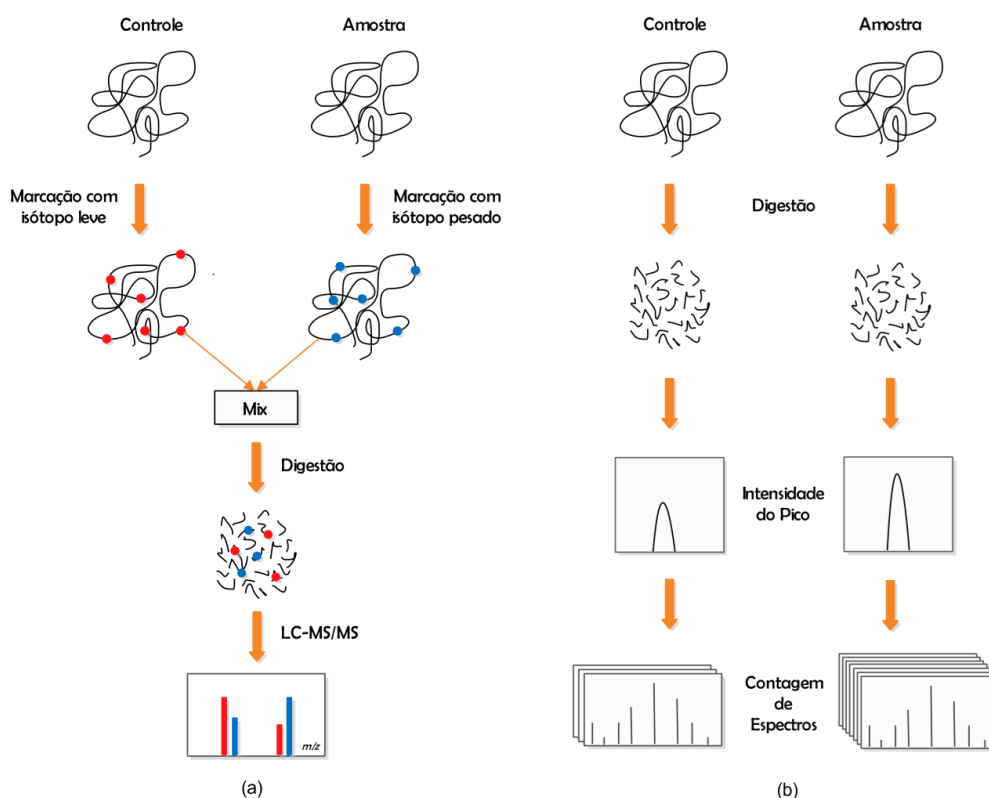 Controle
Amostra
Marcação com
isótopo leve
Marcação com
isótopo pesado
Mix
Digestão
LC-MS/MS
m/z
(a)
Controle
Amostra
Digestão
Intensidade
do Pico
Contagem
de
Espectros
(b)